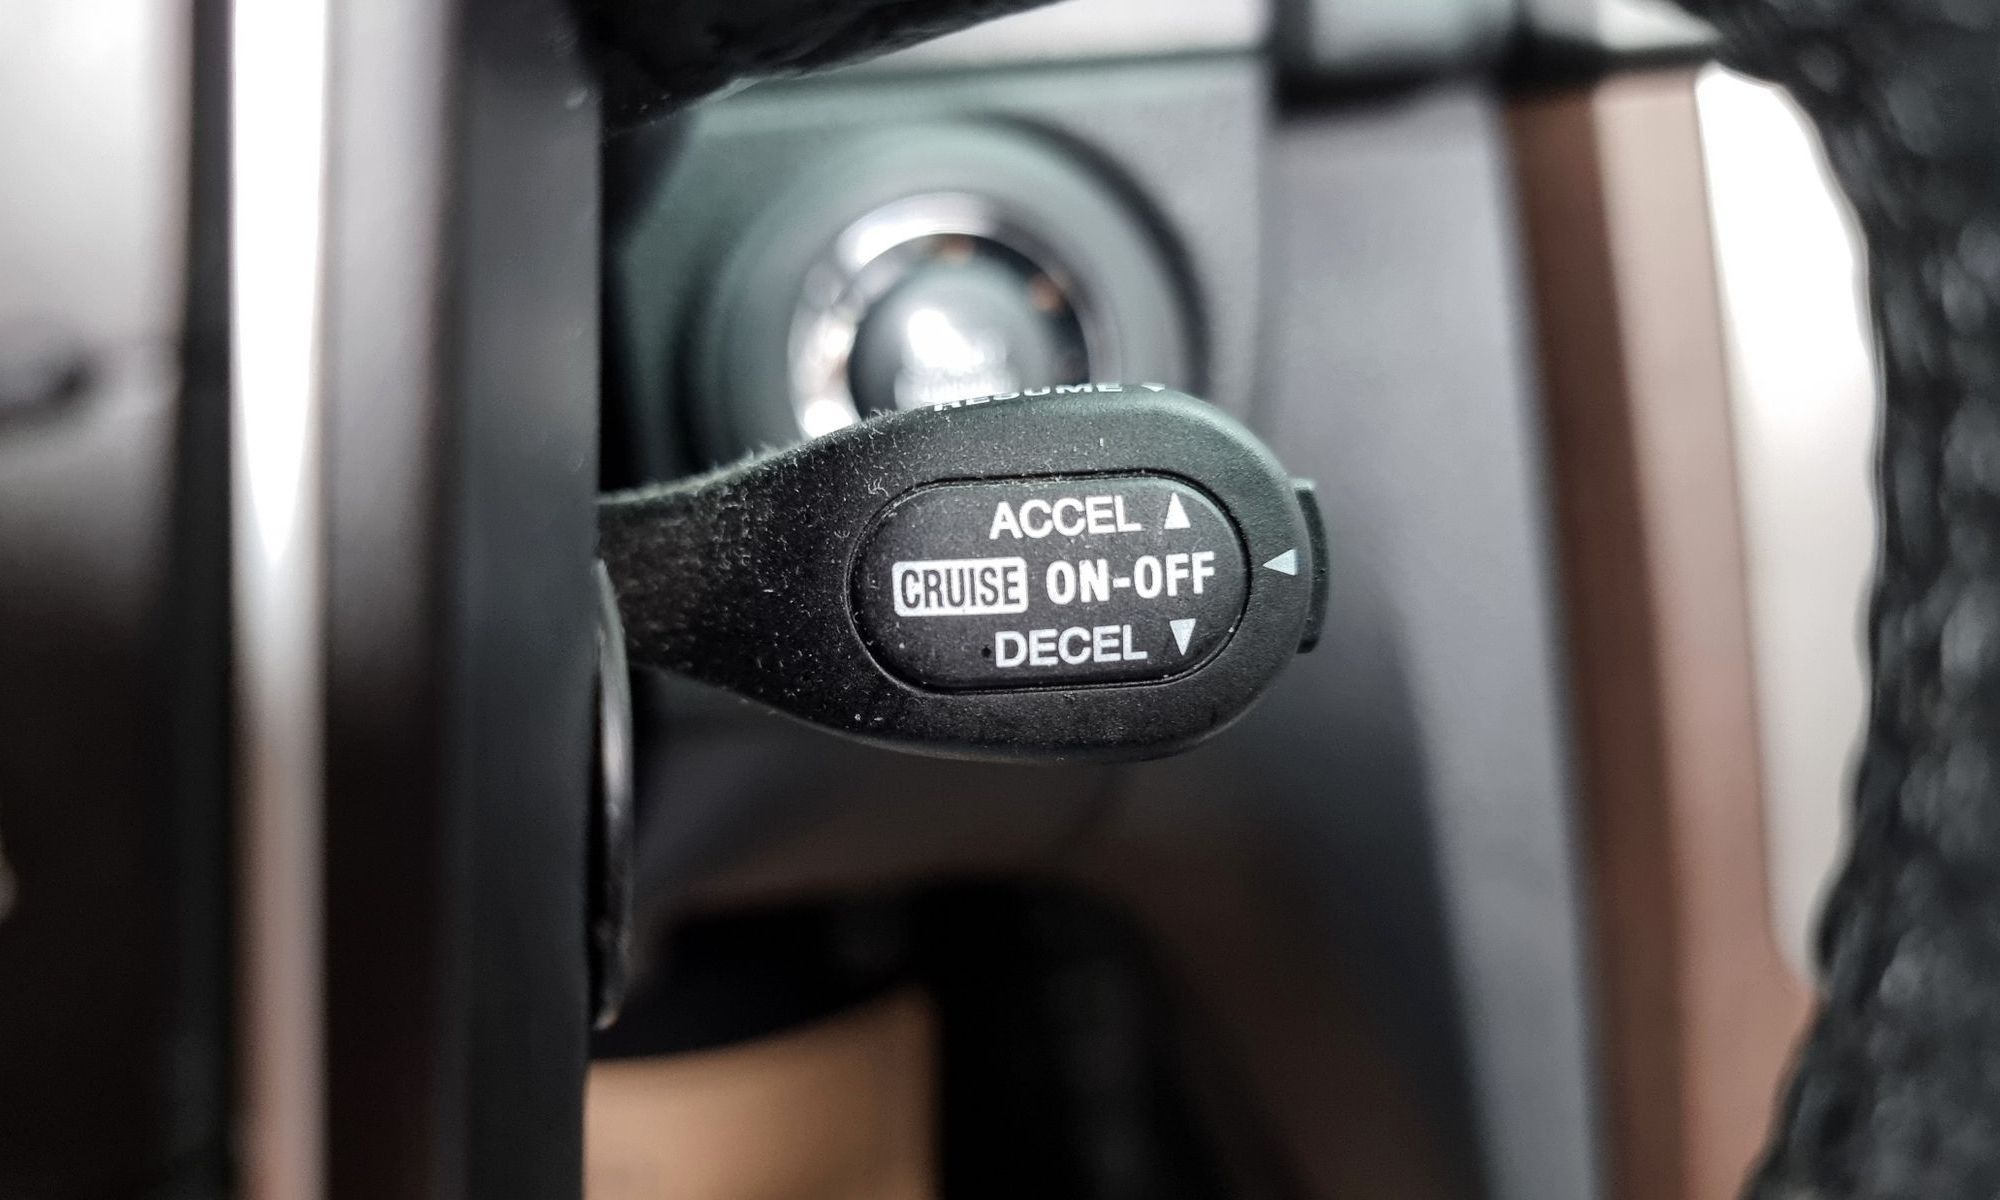 RESUME
ACCEL ▲
CRUISE ON-OFF ◀
DECEL ▼